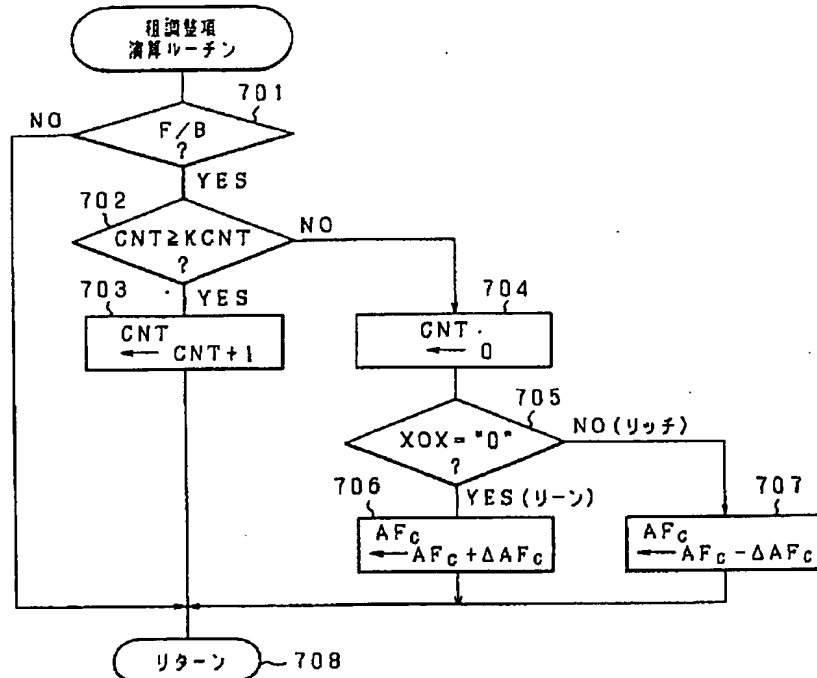 粗調整項
演算ルーチン
701
NO
F/B
?
YES
702
CNT≧KCNT
?
NO
YES
703
CNT
← CNT+1
704
CNT
← 0
705
XOX="0"
?
NO(リッチ)
YES(リーン)
706
AFc
← AFc+ΔAFc
707
AFc
← AFc-ΔAFc
リターン
708